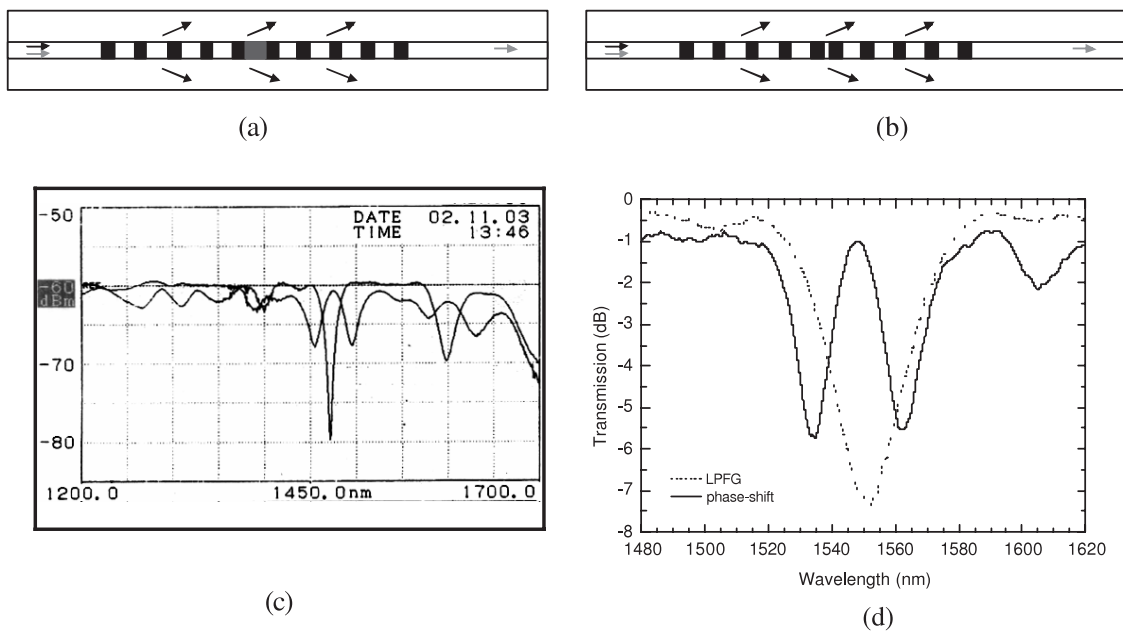 (a)
(b)
-50
DATE 02.11.03
TIME 13:46
-60
dBm
-70
-80
1200.0 1450.0nm 1700.0
(c)
0
-1
-2
-3
-4
-5
-6
-7
-8
Transmission (dB)
LPFG
phase-shift
1480 1500 1520 1540 1560 1580 1600 1620
Wavelength (nm)
(d)